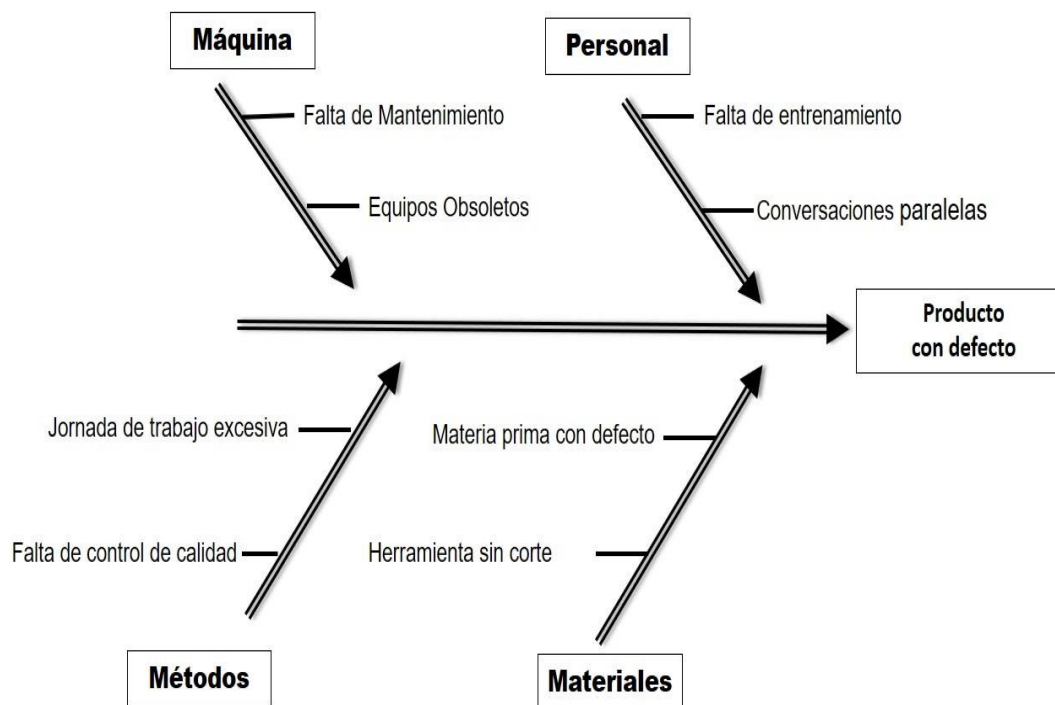 Máquina
Personal
Falta de Mantenimiento
Falta de entrenamiento
Equipos Obsoletos
Conversaciones paralelas
Producto
con defecto
Jornada de trabajo excesiva
Materia prima con defecto
Falta de control de calidad
Herramienta sin corte
Métodos
Materiales